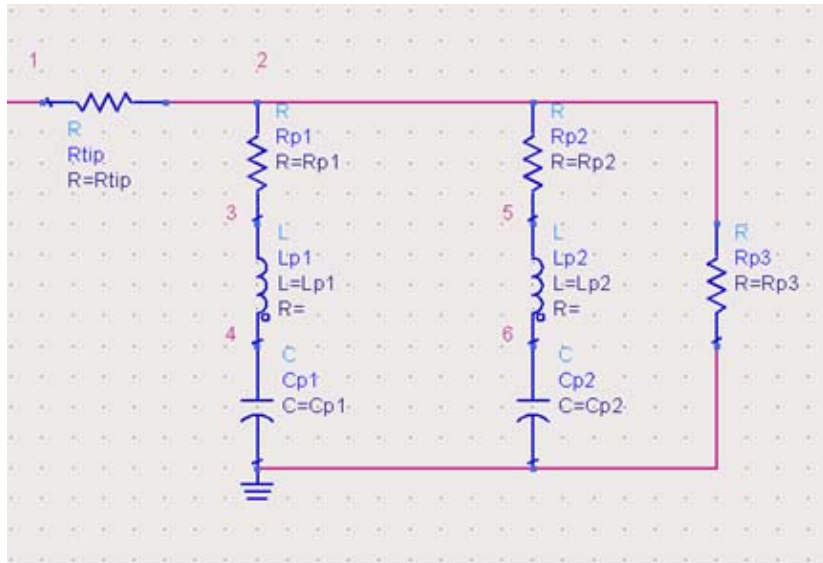 1
2
R
Rtip
R=Rtip
R
Rp1
R=Rp1
R
Rp2
R=Rp2
3
L
Lp1
L=Lp1
R=
5
L
Lp2
L=Lp2
R=
R
Rp3
R=Rp3
4
C
Cp1
C=Cp1
6
C
Cp2
C=Cp2